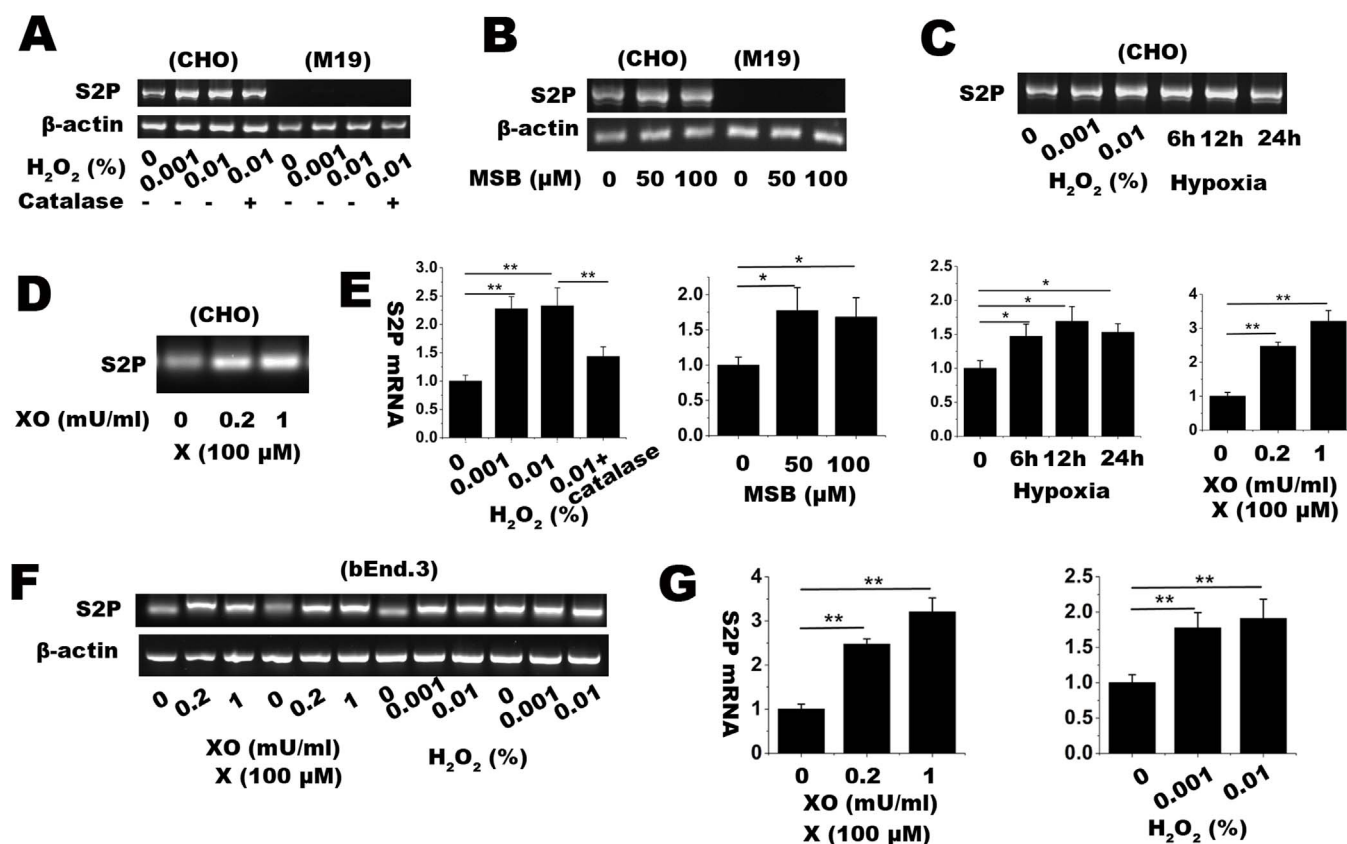 A
(CHO) (M19)
S2P
β-actin
H₂O₂ (%) 0 0.001 0.01 0.01 0 0.001 0.01 0.01
Catalase - - - + - - - +
B
(CHO) (M19)
S2P
β-actin
MSB (μM) 0 50 100 0 50 100
C
(CHO)
S2P
0 0.001 0.01 6h 12h 24h
H₂O₂ (%) Hypoxia
D
(CHO)
S2P
XO (mU/ml) 0 0.2 1
X (100 μM)
E
S2P mRNA
3.0
2.5
2.0
1.5
1.0
0.5
0.0
** ** **
0 0.001 0.01 0.01+
catalase
H₂O₂ (%)
2.0
1.5
1.0
0.5
0
* *
0 50 100
MSB (μM)
2.5
2.0
1.5
1.0
0.5
0.0
* * *
0 6h 12h 24h
Hypoxia
4
3
2
1
0
** **
0 0.2 1
XO (mU/ml)
X (100 μM)
F
(bEnd.3)
S2P
β-actin
0 0.2 1 0 0.2 1 0 0.001 0.01 0 0.001 0.01
XO (mU/ml) H₂O₂ (%)
X (100 μM)
G
S2P mRNA
4
3
2
1
0
** **
0 0.2 1
XO (mU/ml)
X (100 μM)
2.5
2.0
1.5
1.0
0.5
0.0
** **
0 0.001 0.01
H₂O₂ (%)